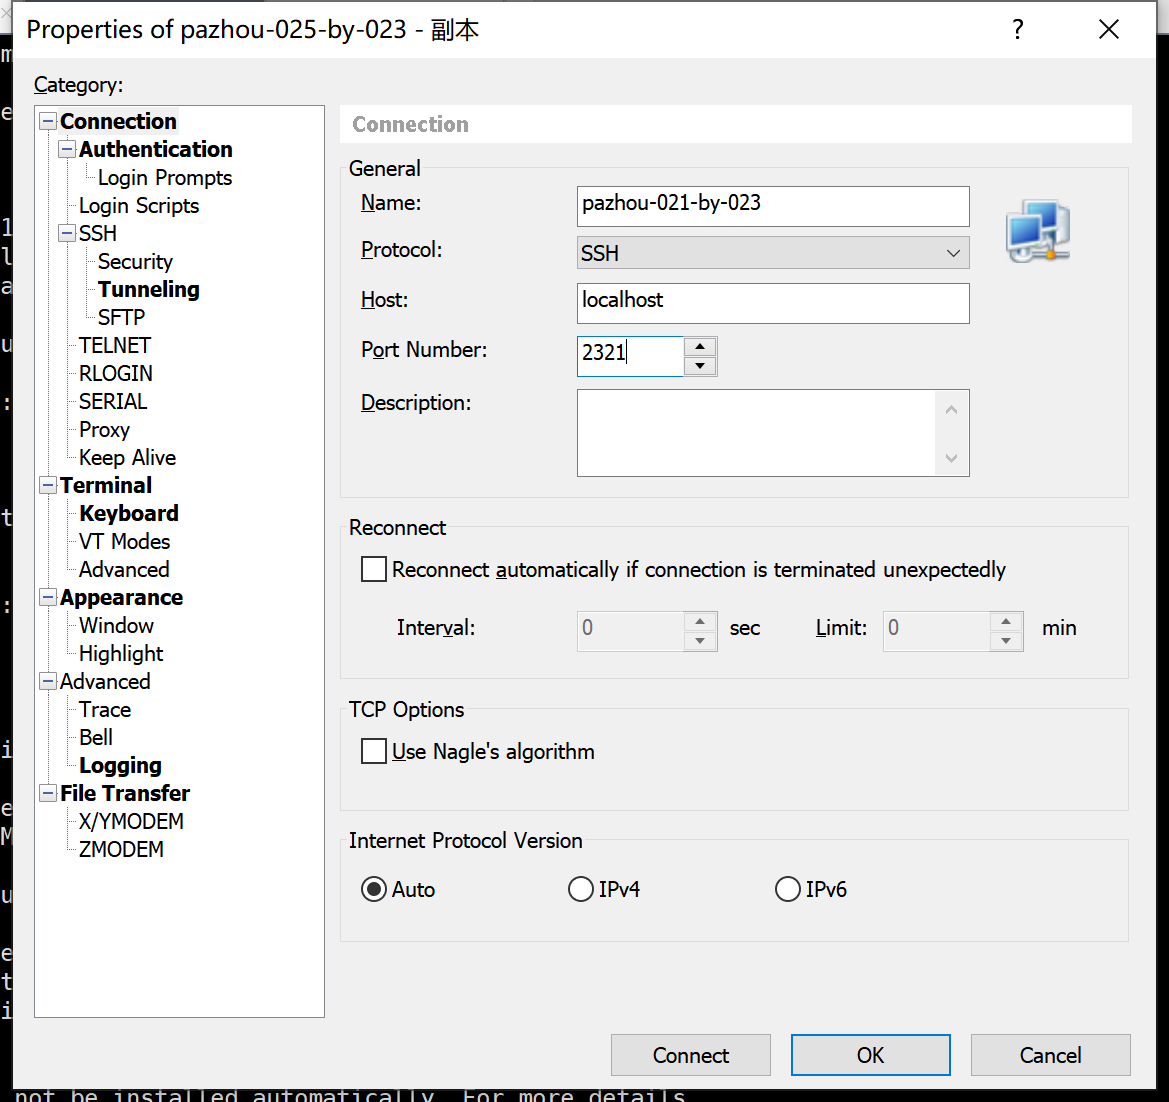 Properties of pazhou-025-by-023 - 副本
?
Category:
Connection
Authentication
Login Prompts
Login Scripts
SSH
Security
Tunneling
SFTP
TELNET
RLOGIN
SERIAL
Proxy
Keep Alive
Terminal
Keyboard
VT Modes
Advanced
Appearance
Window
Highlight
Advanced
Trace
Bell
Logging
File Transfer
X/YMODEM
ZMODEM
Connection
General
Name: pazhou-021-by-023
Protocol: SSH
Host: localhost
Port Number: 2321
Description:
Reconnect
Reconnect automatically if connection is terminated unexpectedly
Interval: 0 sec Limit: 0 min
TCP Options
Use Nagle's algorithm
Internet Protocol Version
Auto IPv4 IPv6
Connect OK Cancel
not be installed automatically. For more details